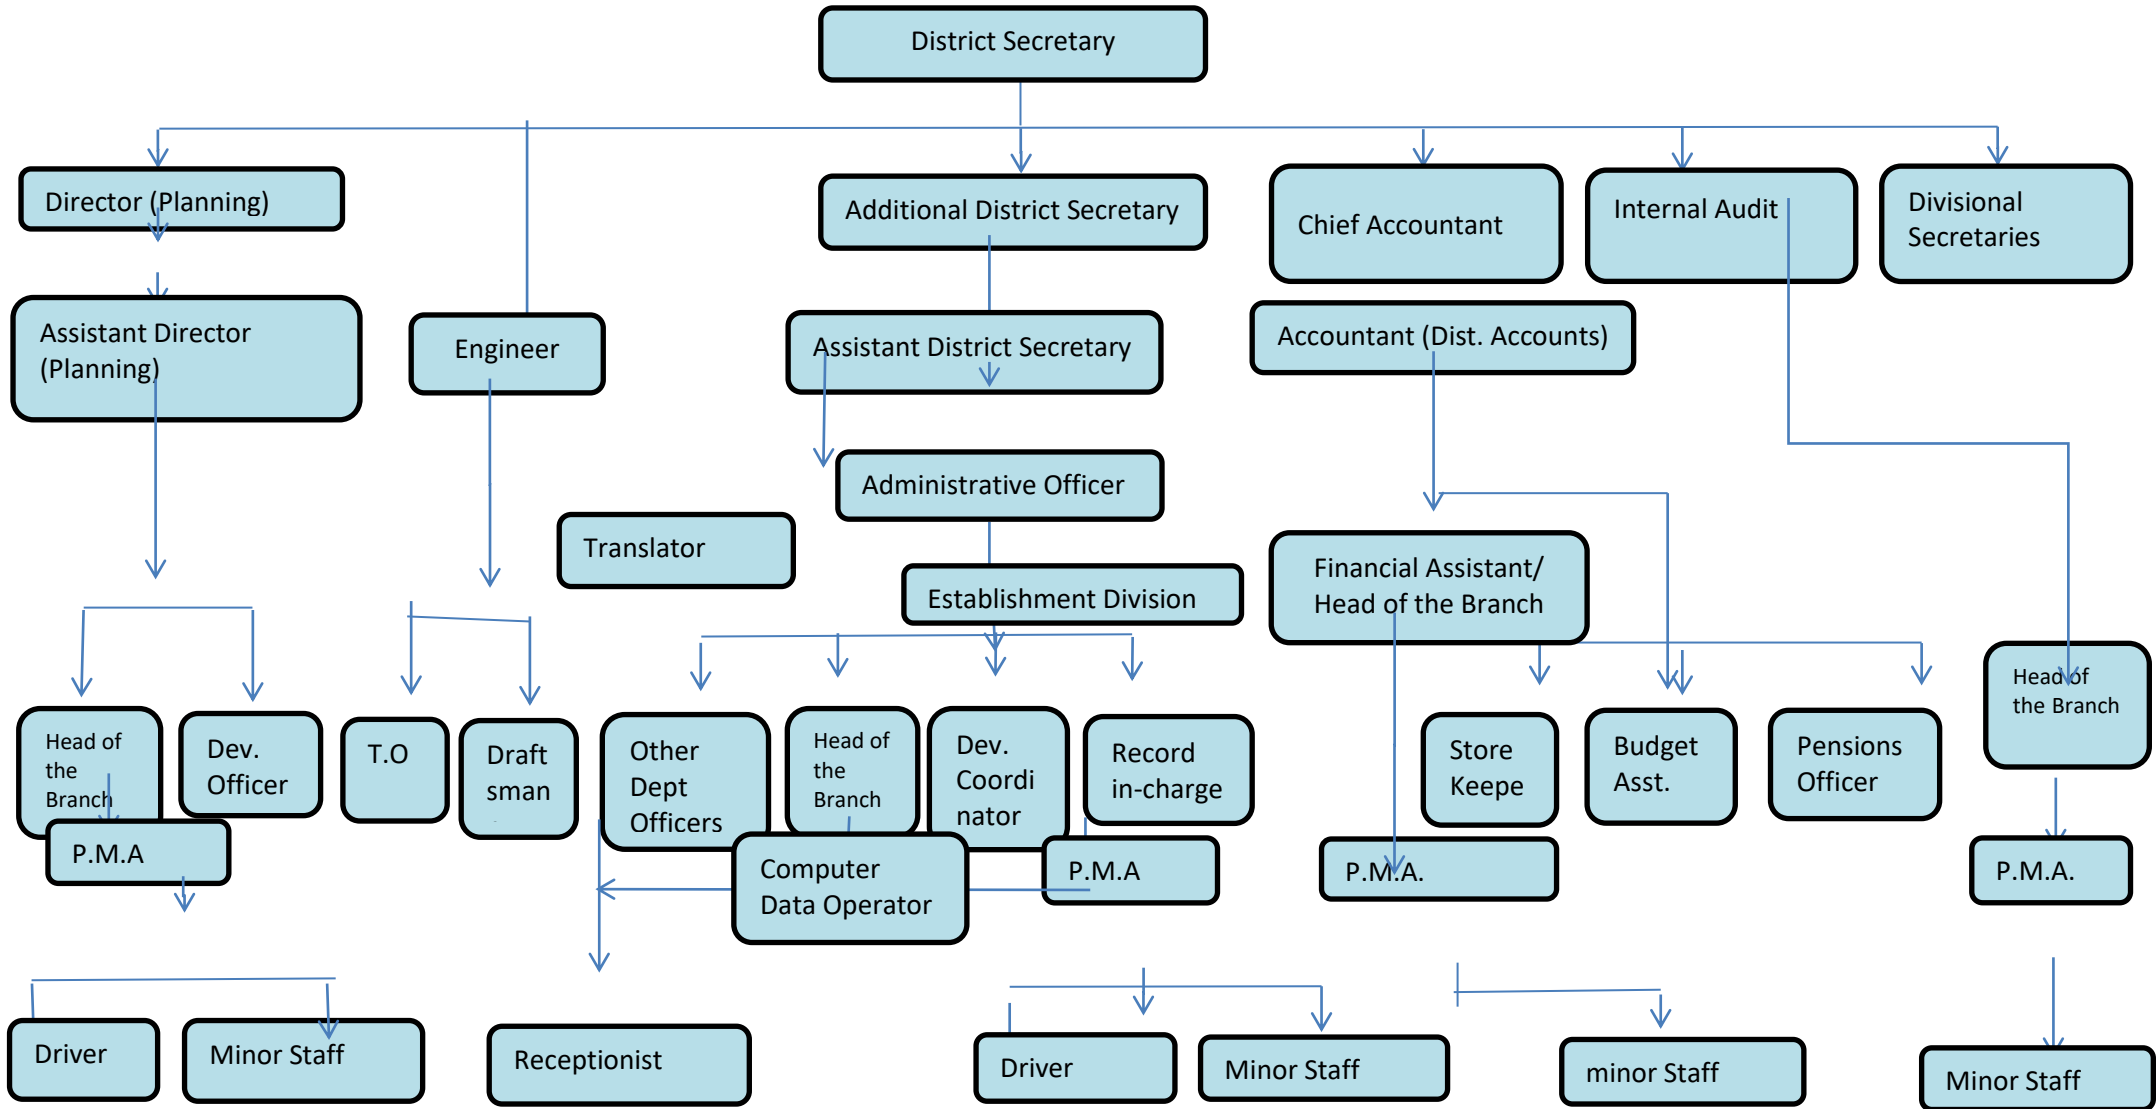 District Secretary
Director (Planning)
Additional District Secretary
Chief Accountant
Internal Audit
Divisional
Secretaries
Assistant Director
(Planning)
Engineer
Assistant District Secretary
Accountant (Dist. Accounts)
Administrative Officer
Translator
Establishment Division
Financial Assistant/
Head of the Branch
Head of
the Branch
Head of
the
Branch
Dev.
Officer
T.O
Draft
sman
Other
Dept
Officers
Head of
the
Branch
Dev.
Coordi
nator
Record
in-charge
Store
Keepe
Budget
Asst.
Pensions
Officer
P.M.A
Computer
Data Operator
P.M.A
P.M.A.
P.M.A.
Driver
Minor Staff
Receptionist
Driver
Minor Staff
minor Staff
Minor Staff